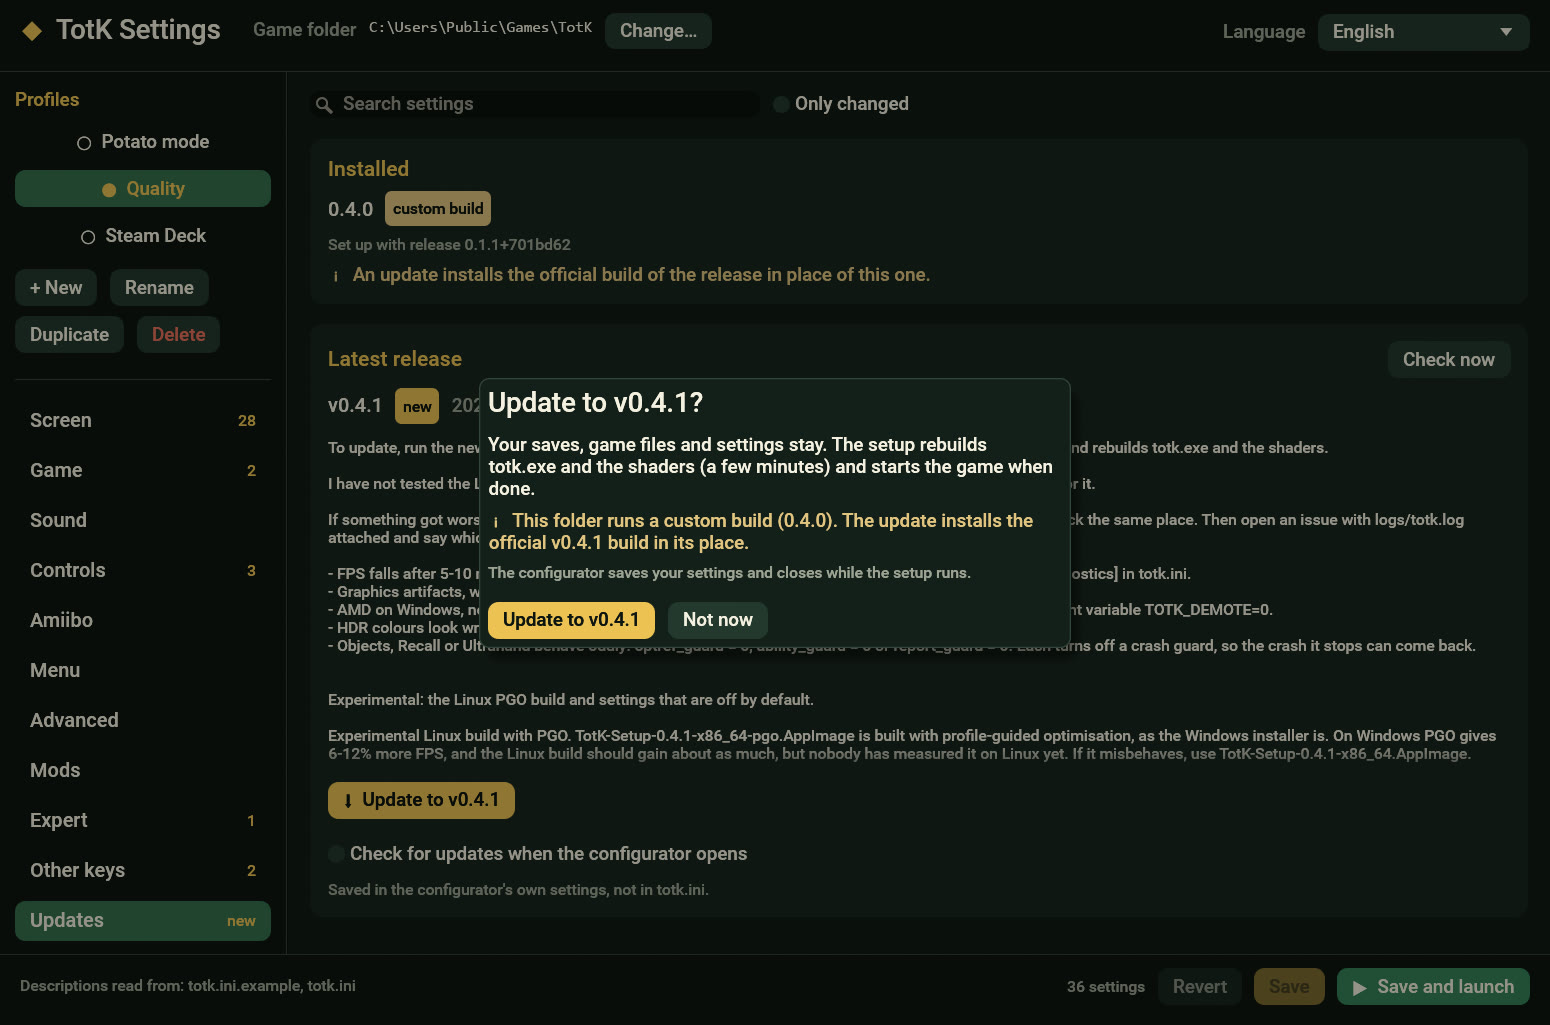 TotK Settings
Game folder C:\Users\Public\Games\TotK Change...
Language English
Profiles
Potato mode
Quality
Steam Deck
+ New Rename
Duplicate Delete
Screen 28
Game 2
Sound
Controls 3
Amiibo
Menu
Advanced
Mods
Expert 1
Other keys 2
Updates new
Search settings Only changed
Installed
0.4.0 custom build
Set up with release 0.1.1+701bd62
i An update installs the official build of the release in place of this one.
Latest release Check now
v0.4.1 new
To update, run the nd rebuilds totk.exe and the shaders.
I have not tested the r it.
If something got ck the same place. Then open an issue with logs/totk.log
attached and say
- FPS falls after 5-10 ostics] in totk.ini.
- Graphics artifacts,
- AMD on Windows, nt variable TOTK_DEMOTE=0.
- HDR colours look
- Objects, Recall or turns off a crash guard, so the crash it stops can come back.
Experimental: the Linux PGO build and settings that are off by default.
Experimental Linux build with PGO. TotK-Setup-0.4.1-x86_64-pgo.AppImage is built with profile-guided optimisation, as the Windows installer is. On Windows PGO gives
6-12% more FPS, and the Linux build should gain about as much, but nobody has measured it on Linux yet. If it misbehaves, use TotK-Setup-0.4.1-x86_64.AppImage.
Update to v0.4.1
Check for updates when the configurator opens
Saved in the configurator's own settings, not in totk.ini.
Update to v0.4.1?
Your saves, game files and settings stay. The setup rebuilds
totk.exe and the shaders (a few minutes) and starts the game when
done.
i This folder runs a custom build (0.4.0). The update installs the
official v0.4.1 build in its place.
The configurator saves your settings and closes while the setup runs.
Update to v0.4.1 Not now
Descriptions read from: totk.ini.example, totk.ini
36 settings Revert Save Save and launch